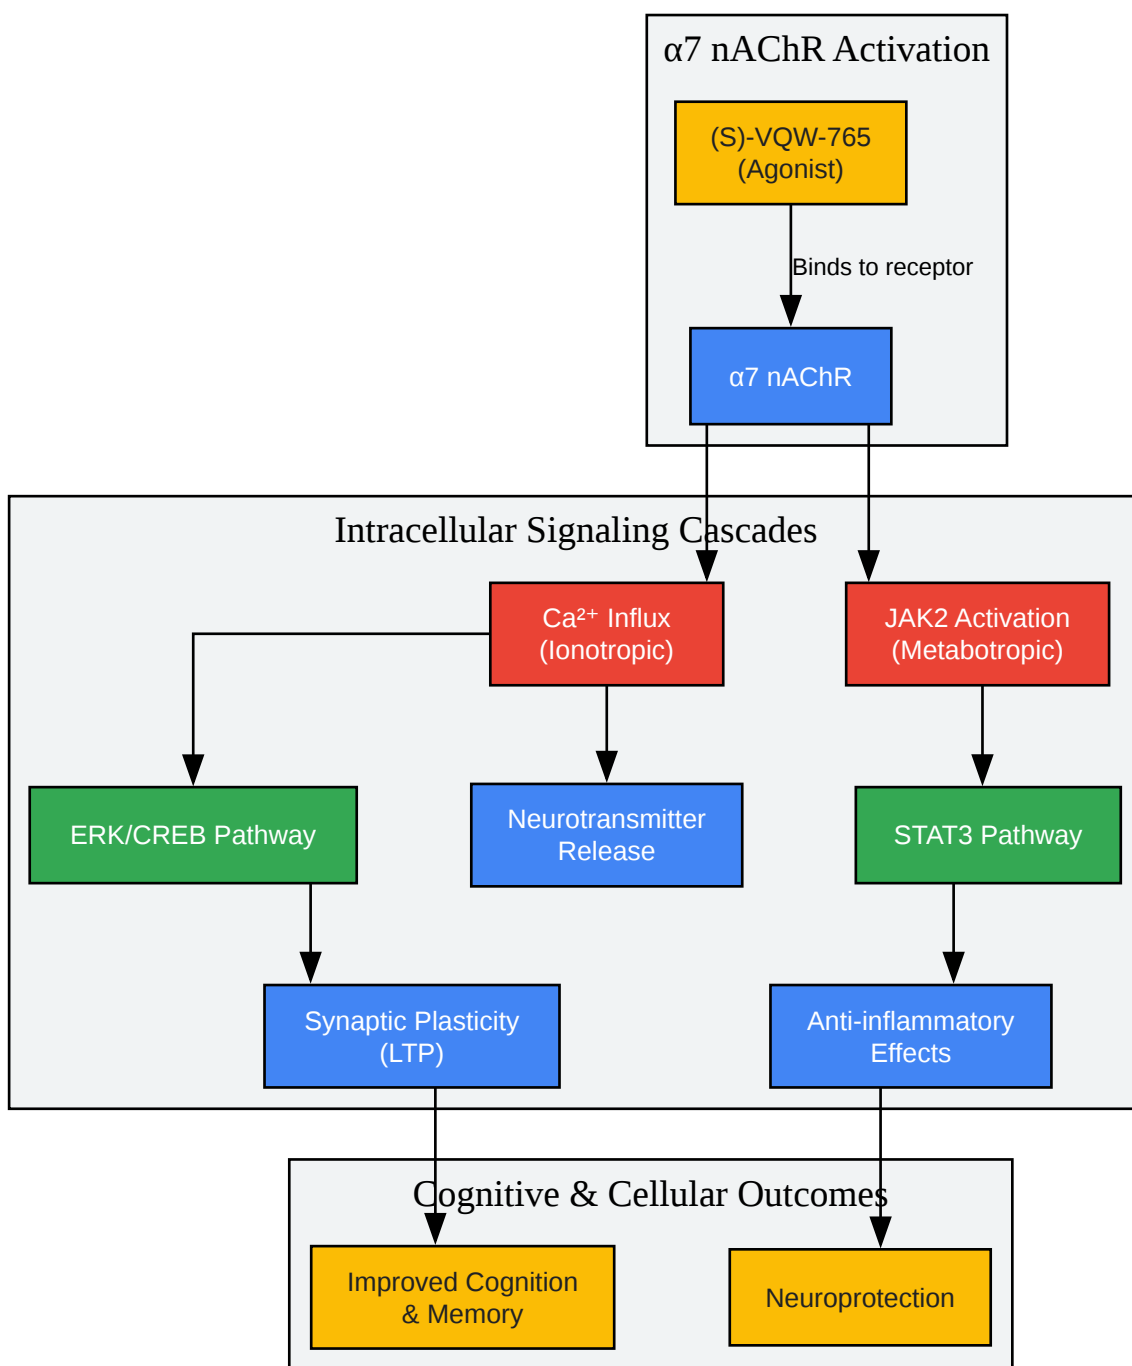 α7 nAChR Activation
(S)-VQW-765
(Agonist)
Binds to receptor
α7 nAChR
Intracellular Signaling Cascades
Ca²⁺ Influx
(Ionotropic)
JAK2 Activation
(Metabotropic)
ERK/CREB Pathway
Neurotransmitter
Release
STAT3 Pathway
Synaptic Plasticity
(LTP)
Anti-inflammatory
Effects
Cognitive & Cellular Outcomes
Improved Cognition
& Memory
Neuroprotection